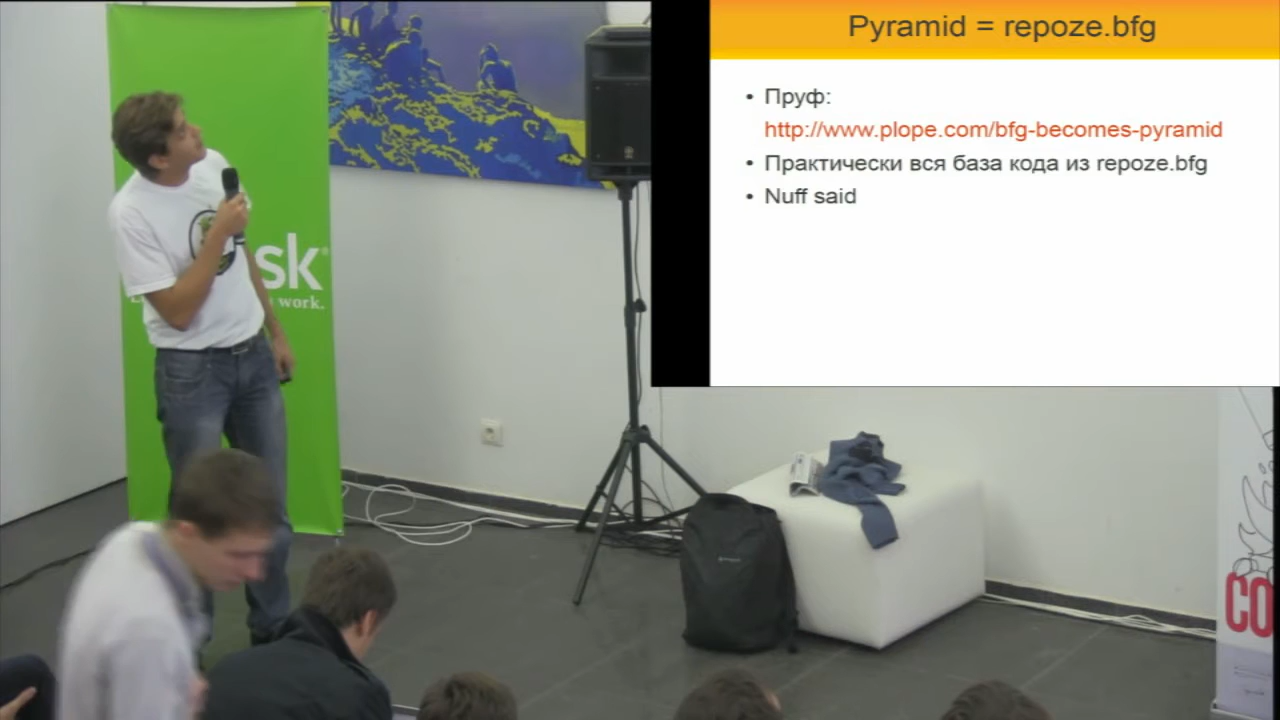 Pyramid = repoze.bfg
• Пруф:
http://www.plope.com/bfg-becomes-pyramid
• Практически вся база кода из repoze.bfg
• Nuff said
sk®
work.
CO